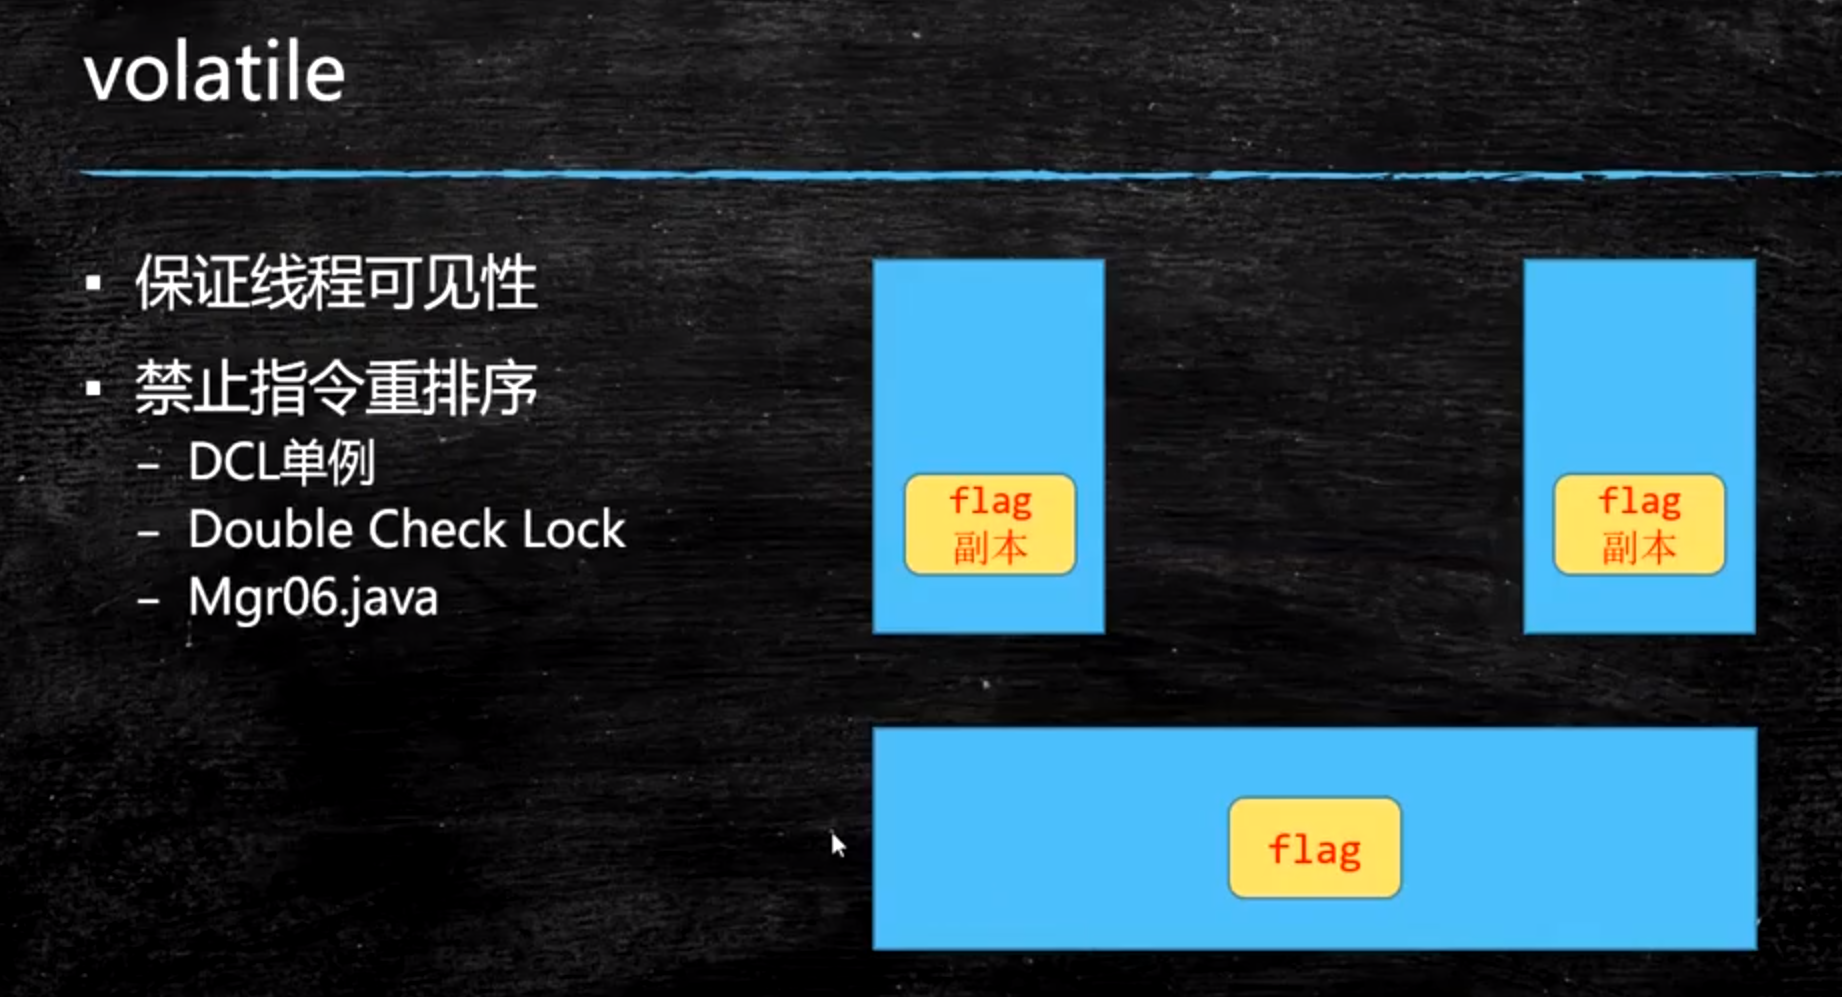 volatile
▪ 保证线程可见性
▪ 禁止指令重排序
– DCL单例
– Double Check Lock
– Mgr06.java
flag
副本
flag
副本
flag